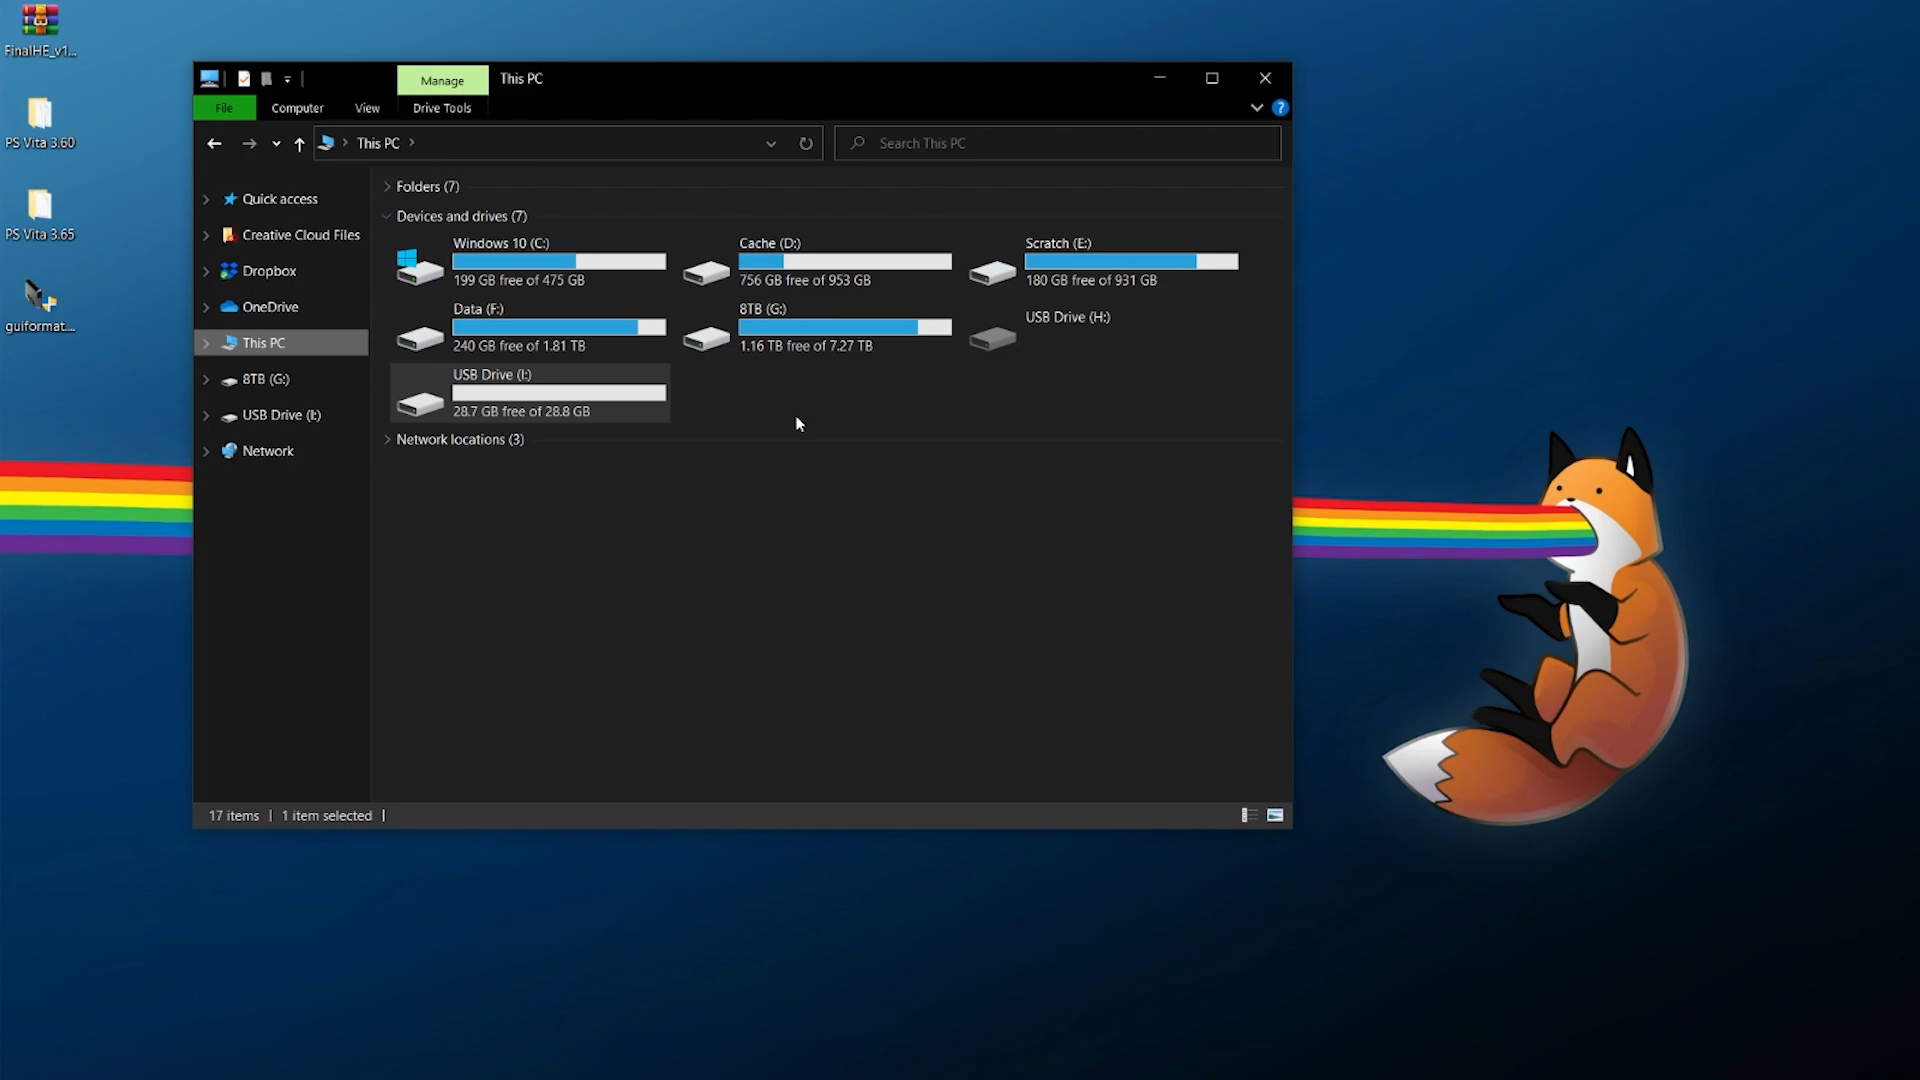 FinalHE_v1...
PS Vita 3.60
PS Vita 3.65
guiformat....
Manage
This PC
File
Computer
View
Drive Tools
?
This PC
Search This PC
Quick access
Creative Cloud Files
Dropbox
OneDrive
This PC
8TB (G:)
USB Drive (I:)
Network
Folders (7)
Devices and drives (7)
Windows 10 (C:)
199 GB free of 475 GB
Cache (D:)
756 GB free of 953 GB
Scratch (E:)
180 GB free of 931 GB
Data (F:)
240 GB free of 1.81 TB
8TB (G:)
1.16 TB free of 7.27 TB
USB Drive (H:)
USB Drive (I:)
28.7 GB free of 28.8 GB
Network locations (3)
17 items
1 item selected